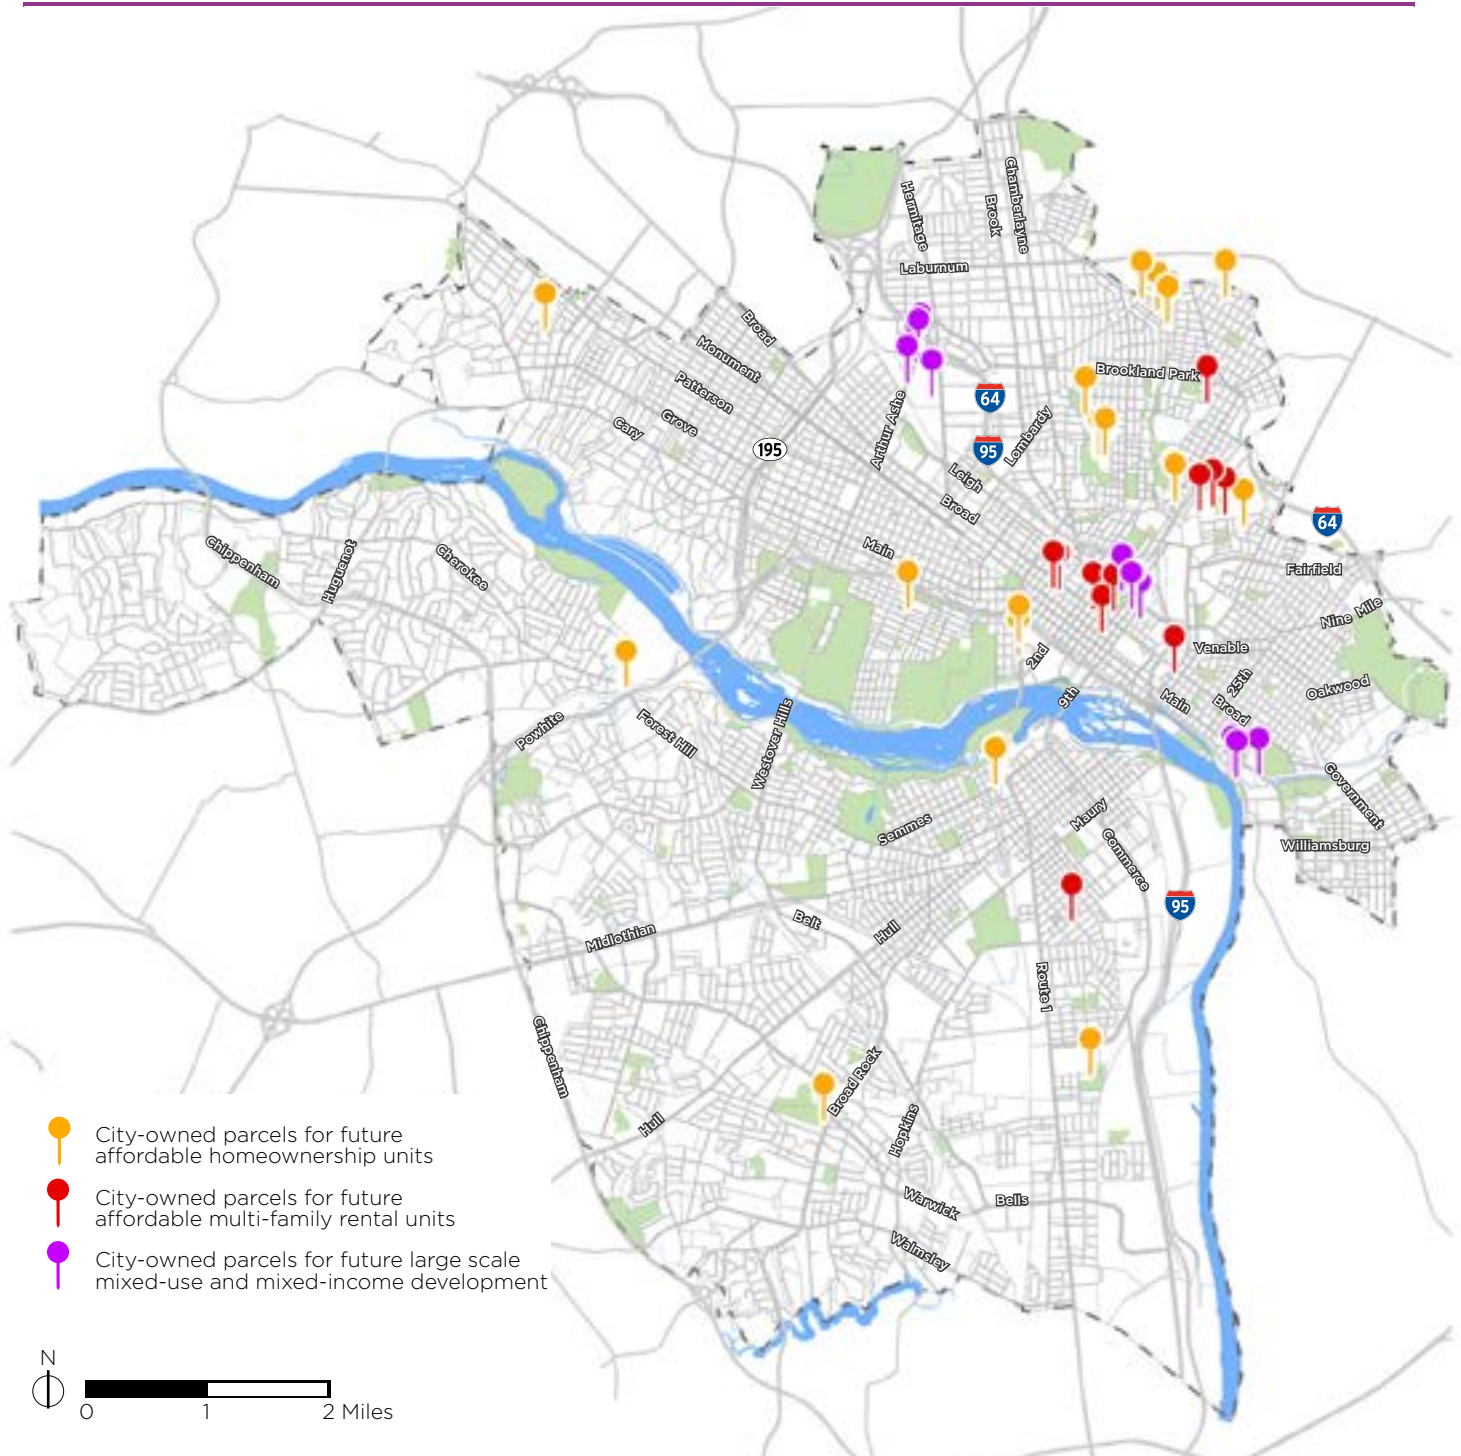 Hermitage
Brook
Chamberlayne
Laburnum
Broad
Monument
Patterson
Grove
Cary
Brookland Park
64
Arthur Ashe
95
Lombardy
195
Leigh
Broad
64
Main
Fairfield
Chippenham
Huguenot
Cherokee
Nine Mile
Venable
2nd
25th
Oakwood
9th
Main
Broad
Powhite
Forest Hill
Westover Hills
Government
Semmes
Maury
Commerce
Williamsburg
95
Belt
Hull
Midlothian
Route 1
Chippenham
Broad Rock
Hopkins
Hull
Warwick
Bells
Walmsley
City-owned parcels for future
affordable homeownership units
City-owned parcels for future
affordable multi-family rental units
City-owned parcels for future large scale
mixed-use and mixed-income development
N
0 1 2 Miles